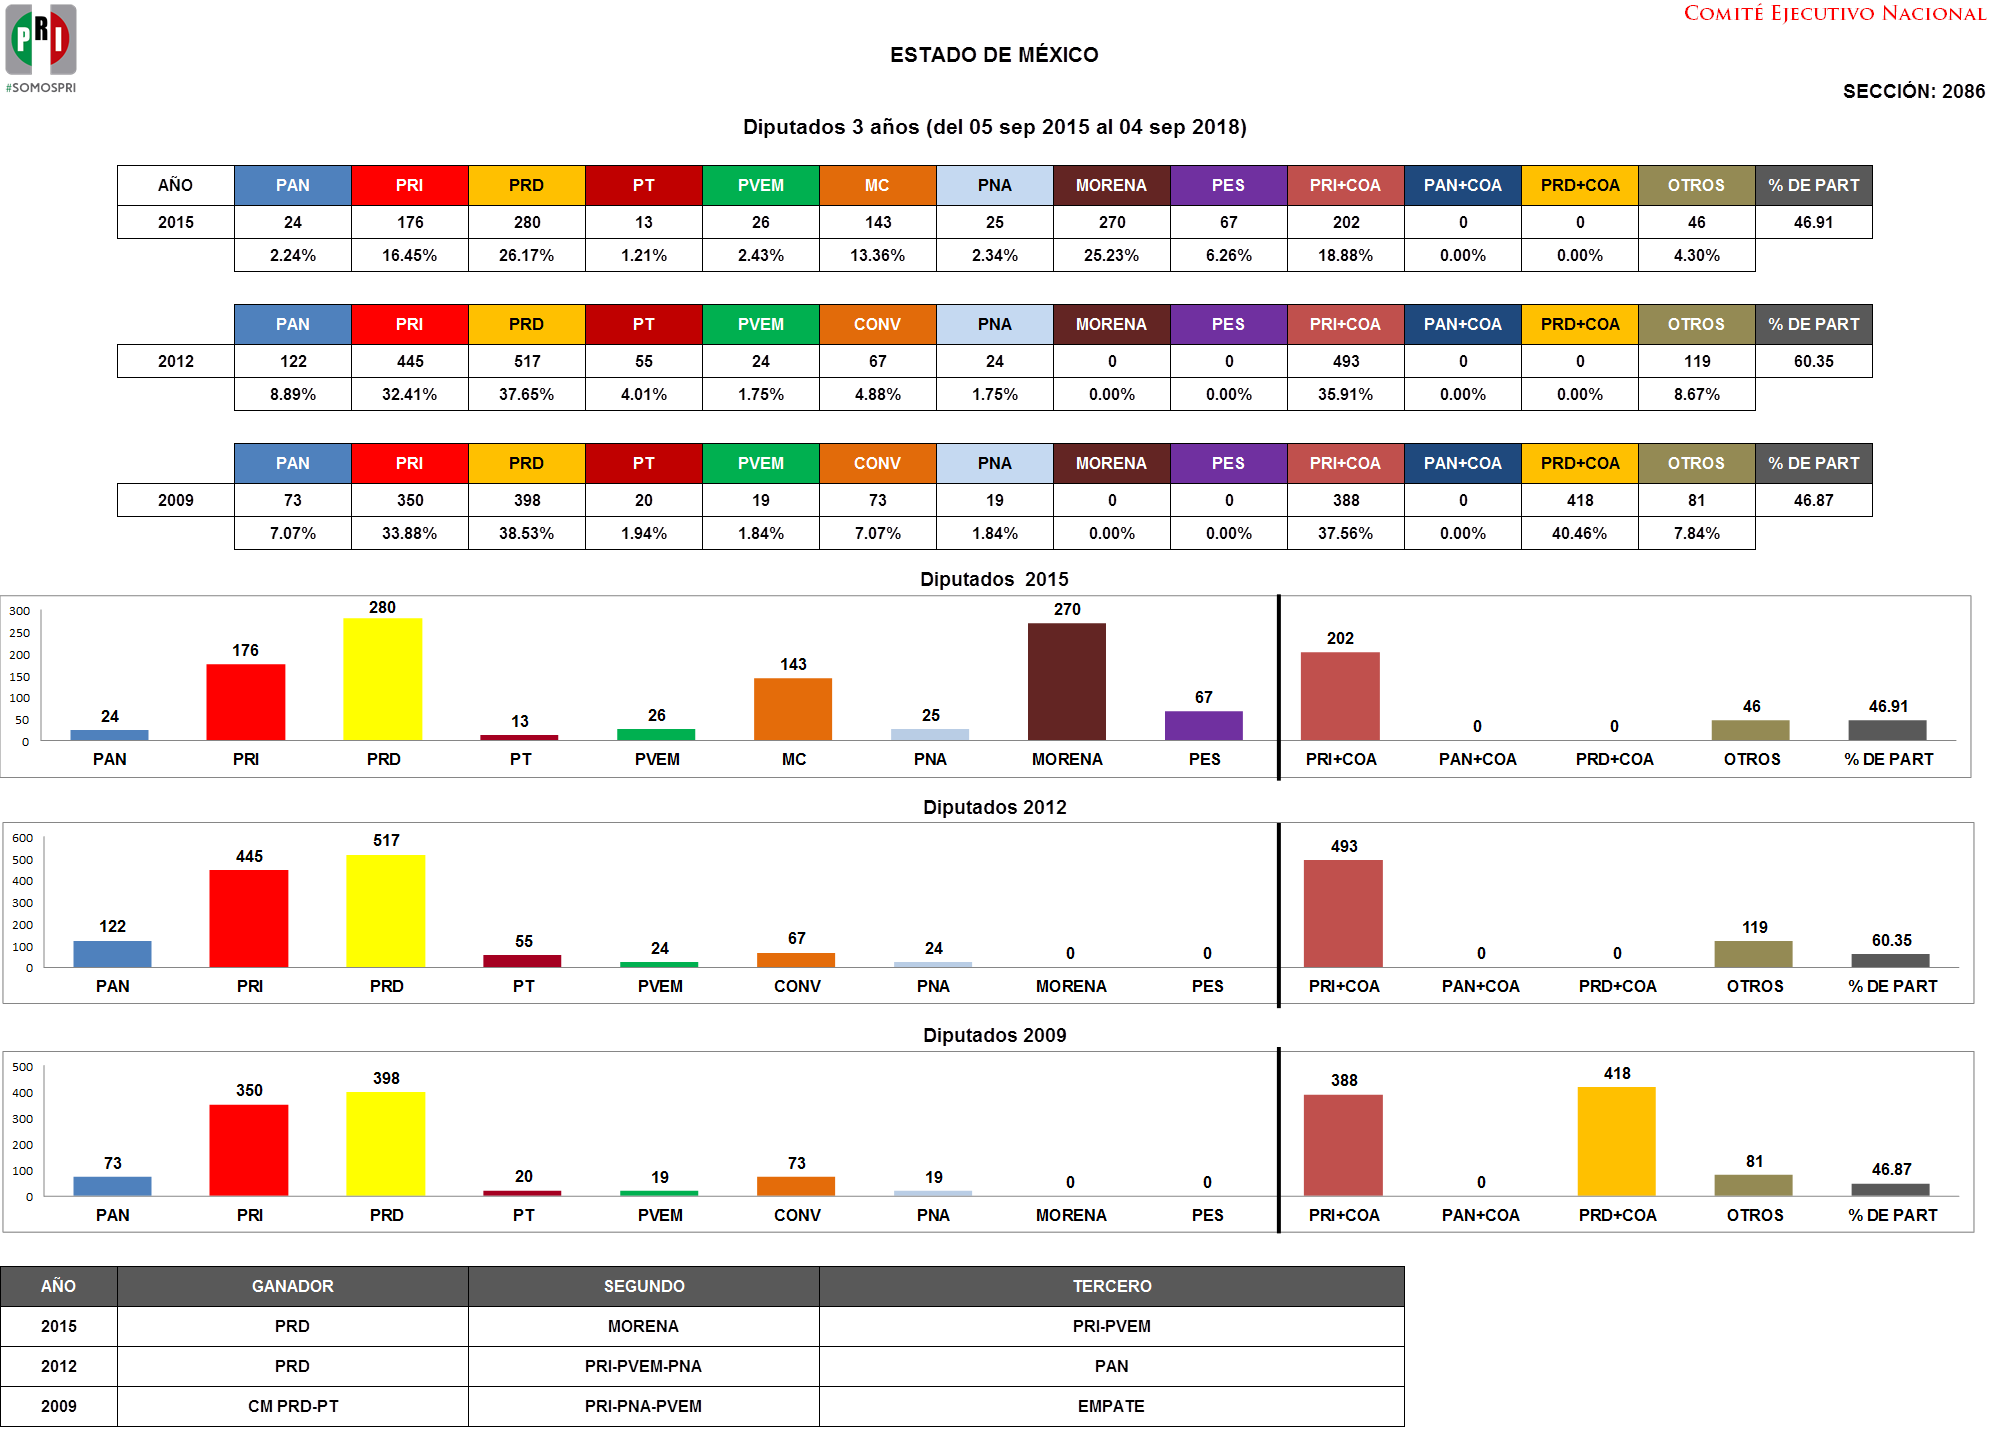 PRI
#SOMOSPRI
COMITÉ EJECUTIVO NACIONAL
ESTADO DE MÉXICO
SECCIÓN: 2086
Diputados 3 años (del 05 sep 2015 al 04 sep 2018)
AÑO PAN PRI PRD PT PVEM MC PNA MORENA PES PRI+COA PAN+COA PRD+COA OTROS % DE PART
2015 24 176 280 13 26 143 25 270 67 202 0 0 46 46.91
2.24% 16.45% 26.17% 1.21% 2.43% 13.36% 2.34% 25.23% 6.26% 18.88% 0.00% 0.00% 4.30%
PAN PRI PRD PT PVEM CONV PNA MORENA PES PRI+COA PAN+COA PRD+COA OTROS % DE PART
2012 122 445 517 55 24 67 24 0 0 493 0 0 119 60.35
8.89% 32.41% 37.65% 4.01% 1.75% 4.88% 1.75% 0.00% 0.00% 35.91% 0.00% 0.00% 8.67%
PAN PRI PRD PT PVEM CONV PNA MORENA PES PRI+COA PAN+COA PRD+COA OTROS % DE PART
2009 73 350 398 20 19 73 19 0 0 388 0 418 81 46.87
7.07% 33.88% 38.53% 1.94% 1.84% 7.07% 1.84% 0.00% 0.00% 37.56% 0.00% 40.46% 7.84%
Diputados 2015
300
250
200
150
100
50
0
24 176 280 13 26 143 25 270 67 202 0 0 46 46.91
PAN PRI PRD PT PVEM MC PNA MORENA PES PRI+COA PAN+COA PRD+COA OTROS % DE PART
Diputados 2012
600
500
400
300
200
100
0
122 445 517 55 24 67 24 0 0 493 0 0 119 60.35
PAN PRI PRD PT PVEM CONV PNA MORENA PES PRI+COA PAN+COA PRD+COA OTROS % DE PART
Diputados 2009
500
400
300
200
100
0
73 350 398 20 19 73 19 0 0 388 0 418 81 46.87
PAN PRI PRD PT PVEM CONV PNA MORENA PES PRI+COA PAN+COA PRD+COA OTROS % DE PART
AÑO GANADOR SEGUNDO TERCERO
2015 PRD MORENA PRI-PVEM
2012 PRD PRI-PVEM-PNA PAN
2009 CM PRD-PT PRI-PNA-PVEM EMPATE